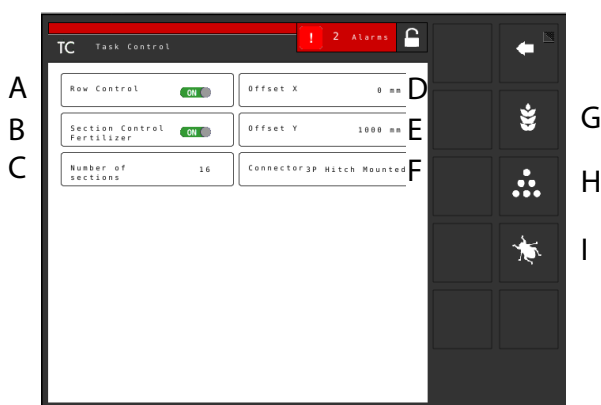 TC Task Control
! 2 Alarms
A Row Control ON Offset X 0 mm D
B Section Control Fertilizer ON Offset Y 1000 mm E
C Number of sections 16 Connector 3P Hitch Mounted F
G
H
I